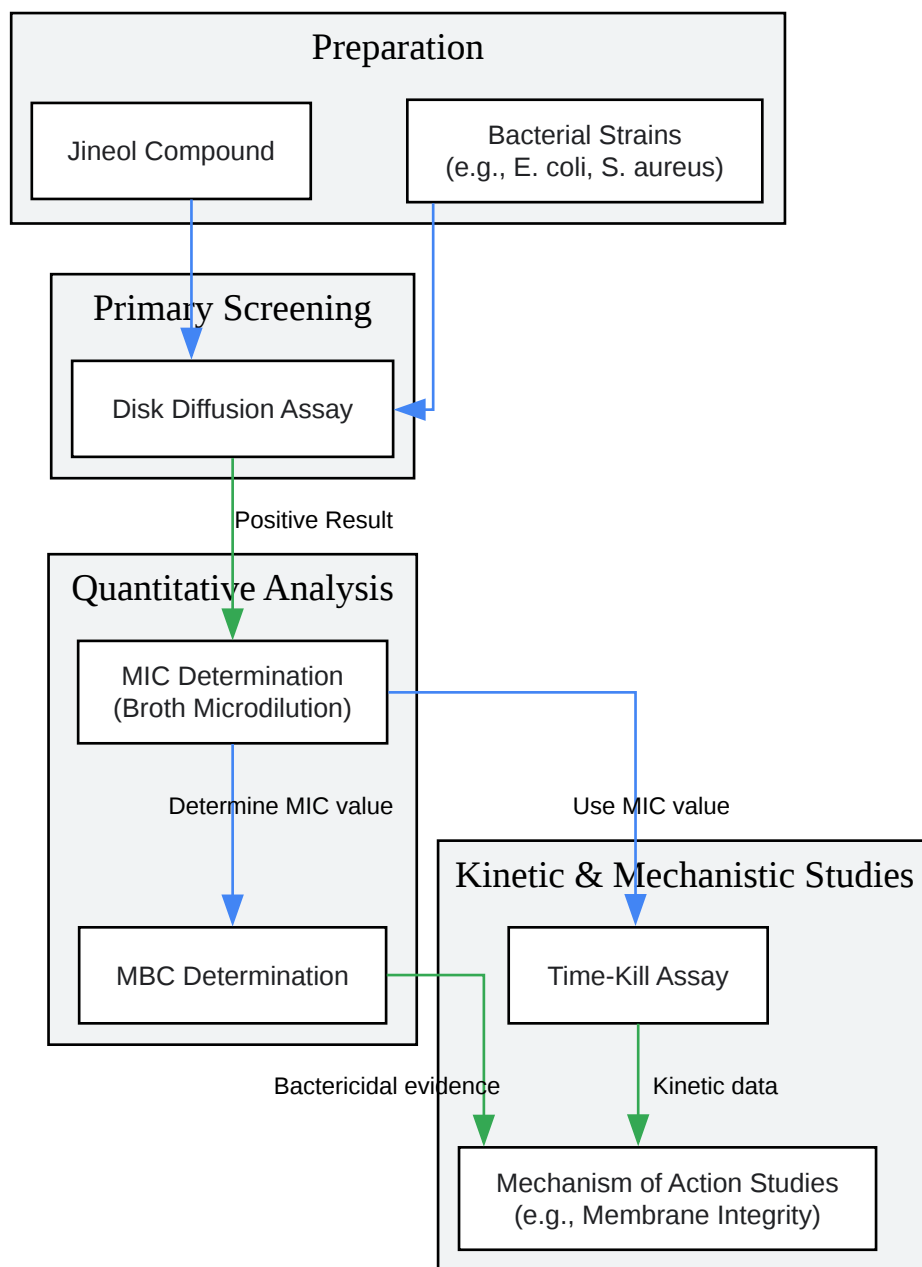 Preparation
Jineol Compound
Bacterial Strains
(e.g., E. coli, S. aureus)
Primary Screening
Disk Diffusion Assay
Positive Result
Quantitative Analysis
MIC Determination
(Broth Microdilution)
Determine MIC value
Use MIC value
Kinetic & Mechanistic Studies
MBC Determination
Time-Kill Assay
Bactericidal evidence
Kinetic data
Mechanism of Action Studies
(e.g., Membrane Integrity)